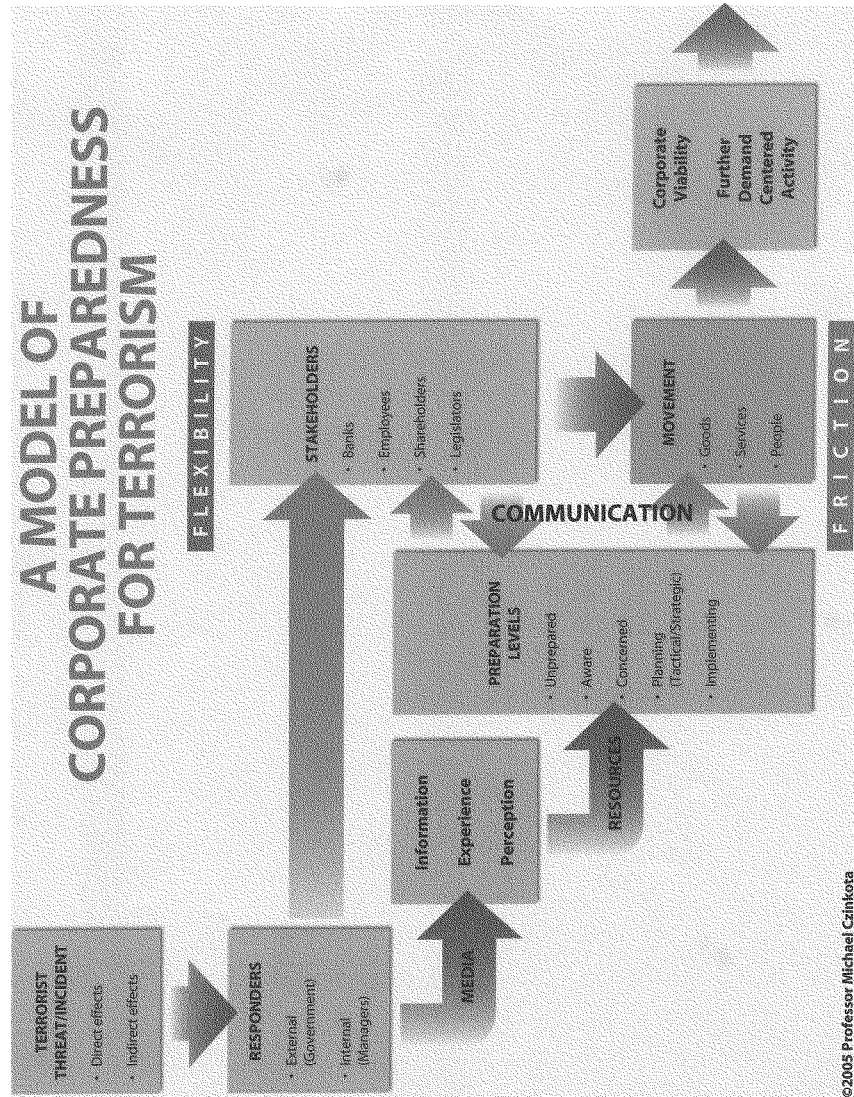 A MODEL OF
CORPORATE PREPAREDNESS
FOR TERRORISM
TERRORIST
THREAT/INCIDENT
• Direct effects
• Indirect effects
FLEXIBILITY
RESPONDERS
• External
(Government)
• Internal
(Managers)
STAKEHOLDERS
• Banks
• Employees
• Shareholders
• Legislators
MEDIA
Information
Experience
Perception
RESOURCES
PREPARATION
LEVELS
• Unprepared
• Aware
• Concerned
• Planning
(Tactical/Strategic)
• Implementing
COMMUNICATION
MOVEMENT
• Goods
• Services
• People
Corporate
Viability
Further
Demand
Centered
Activity
FRICTION
©2005 Professor Michael Czinkota